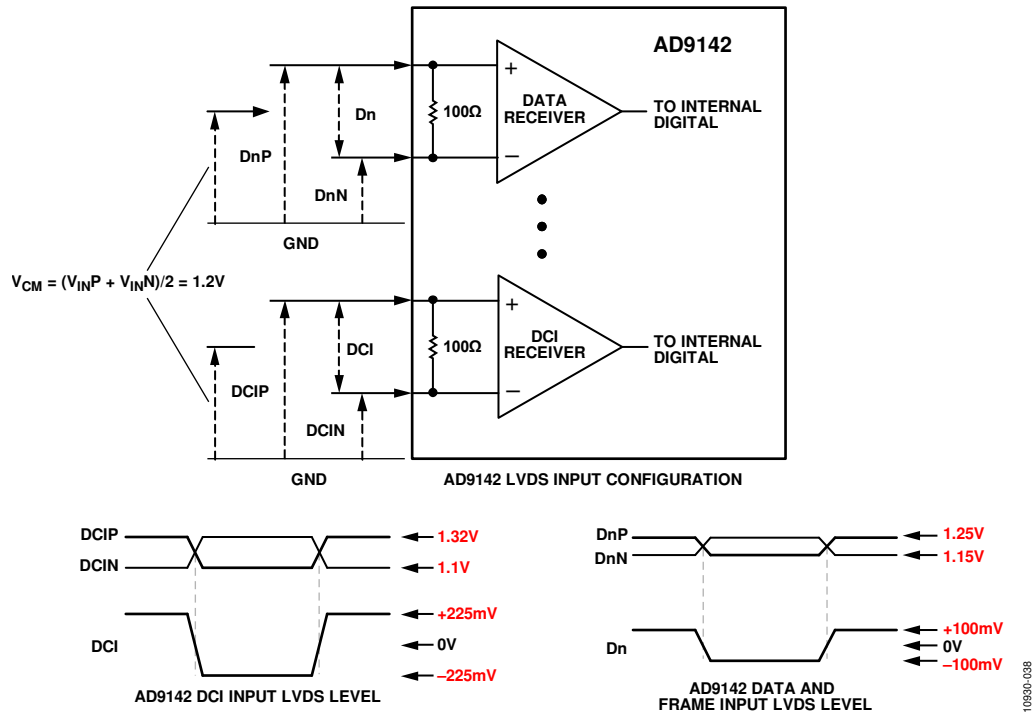 AD9142
+
DATA
RECEIVER
−
100Ω
TO INTERNAL
DIGITAL
Dn
DnP
DnN
GND
V_CM = (V_INP + V_INN)/2 = 1.2V
+
DCI
RECEIVER
−
100Ω
TO INTERNAL
DIGITAL
DCI
DCIP
DCIN
GND
AD9142 LVDS INPUT CONFIGURATION
DCIP
1.32V
DCIN
1.1V
+225mV
DCI
0V
−225mV
AD9142 DCI INPUT LVDS LEVEL
DnP
1.25V
DnN
1.15V
+100mV
Dn
0V
−100mV
AD9142 DATA AND
FRAME INPUT LVDS LEVEL
10930-038